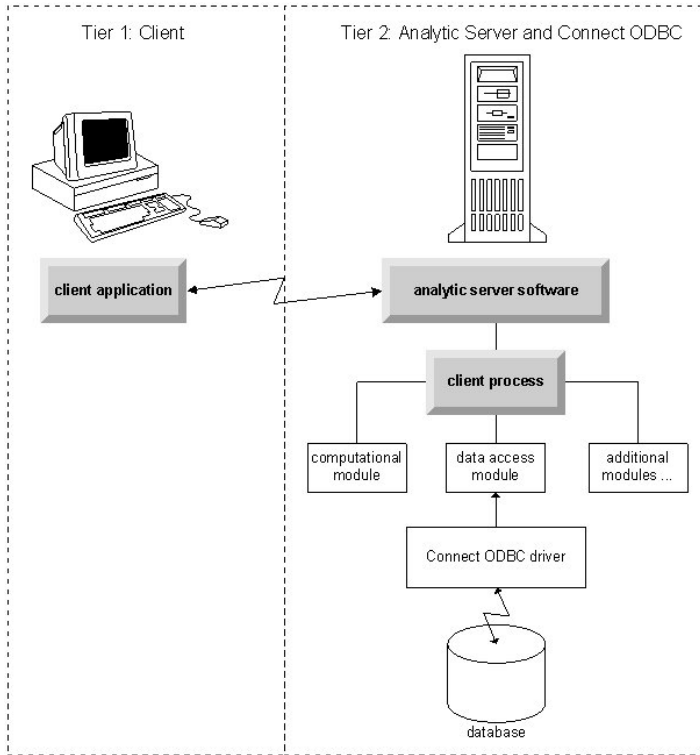 Tier 1: Client
Tier 2: Analytic Server and Connect ODBC
client application
analytic server software
client process
computational
module
data access
module
additional
modules ...
Connect ODBC driver
database